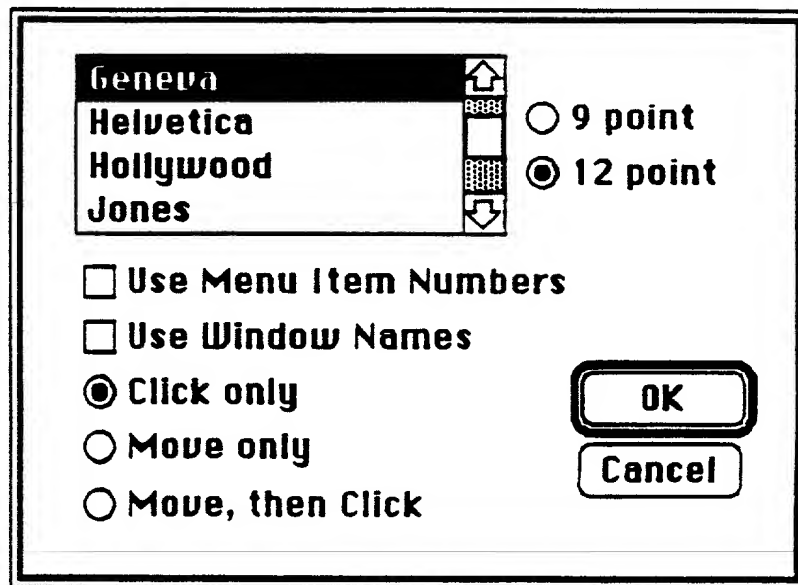 Geneva
Helvetica
Hollywood
Jones
9 point
12 point
Use Menu Item Numbers
Use Window Names
Click only
Move only
Move, then Click
OK
Cancel